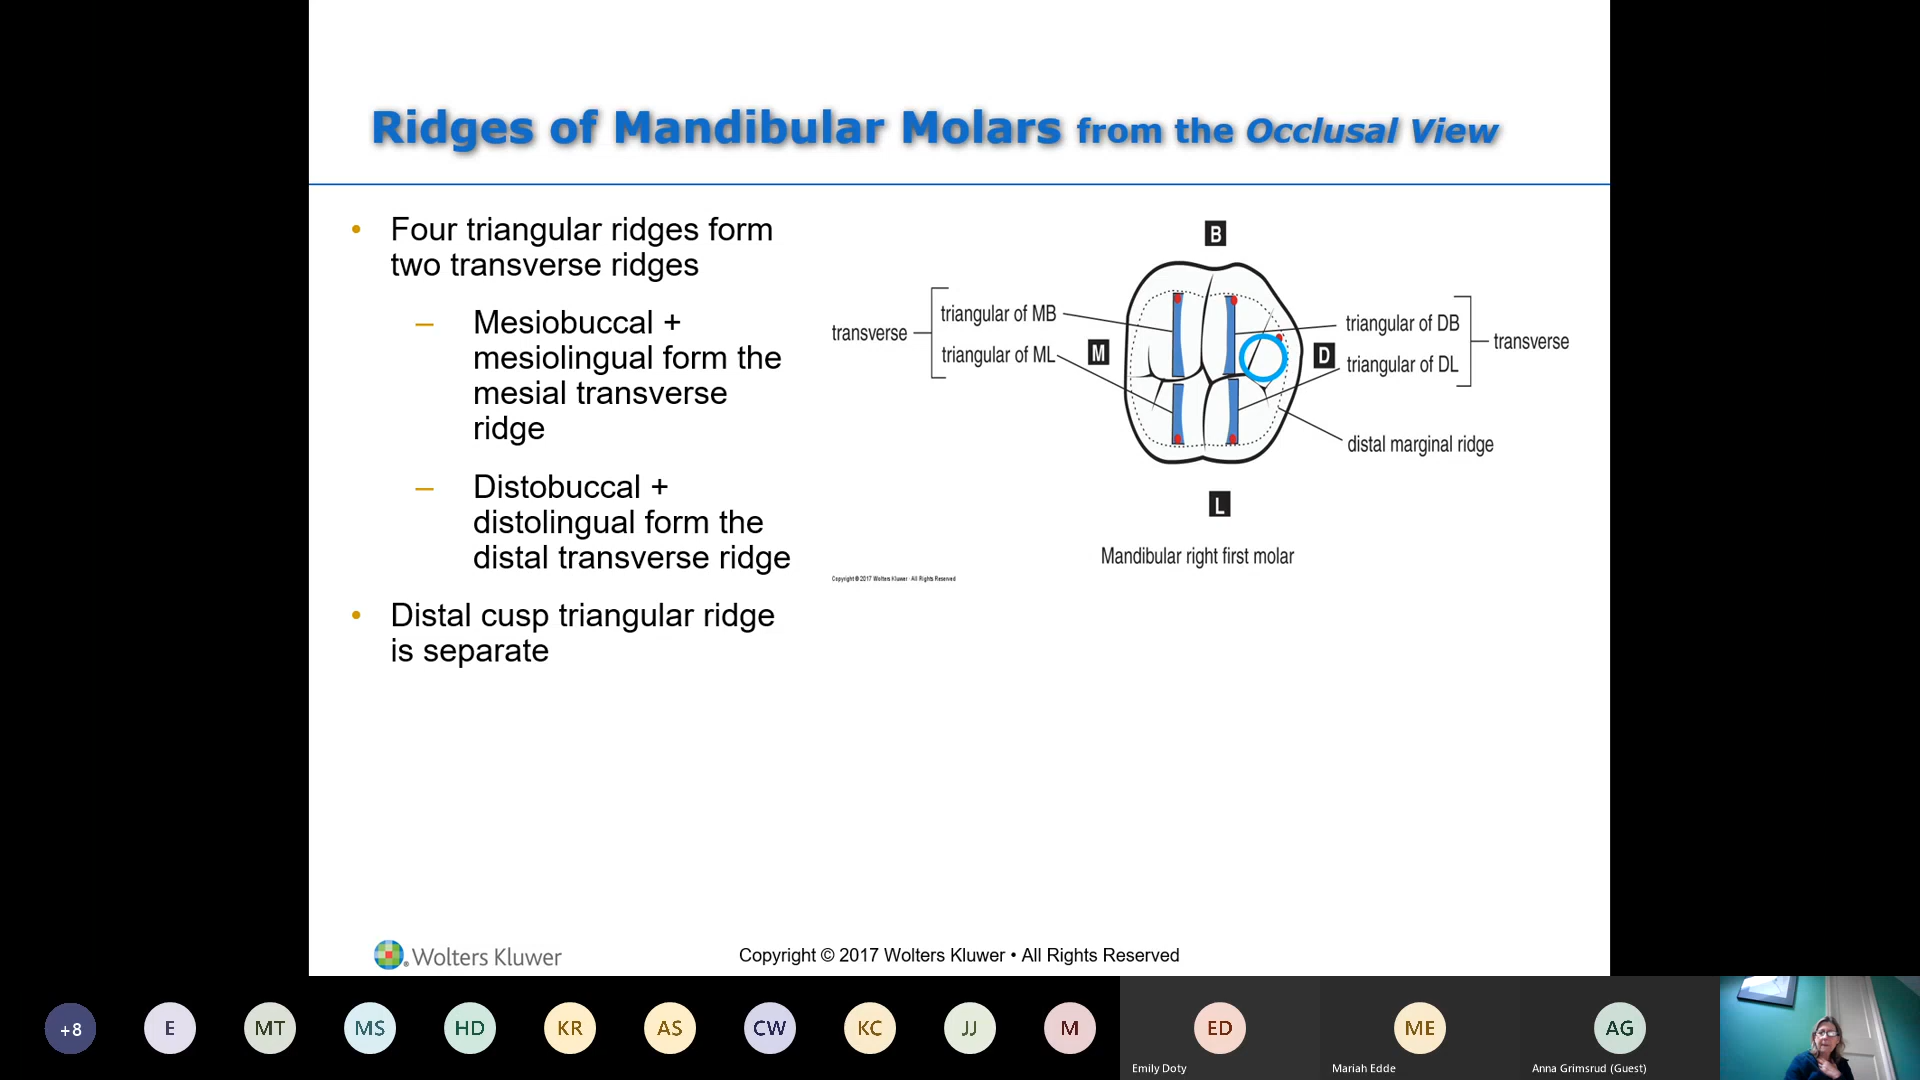 Ridges of Mandibular Molars from the Occlusal View
• Four triangular ridges form
two transverse ridges
– Mesiobuccal +
mesiolingual form the
mesial transverse
ridge
– Distobuccal +
distolingual form the
distal transverse ridge
• Distal cusp triangular ridge
is separate
B
transverse
triangular of MB
triangular of ML
M
D
triangular of DB
triangular of DL
transverse
distal marginal ridge
L
Mandibular right first molar
Copyright © 2017 Wolters Kluwer · All Rights Reserved
Wolters Kluwer
Copyright © 2017 Wolters Kluwer • All Rights Reserved
+8
E
MT
MS
HD
KR
AS
CW
KC
JJ
M
ED
Emily Doty
ME
Mariah Edde
AG
Anna Grimsrud (Guest)